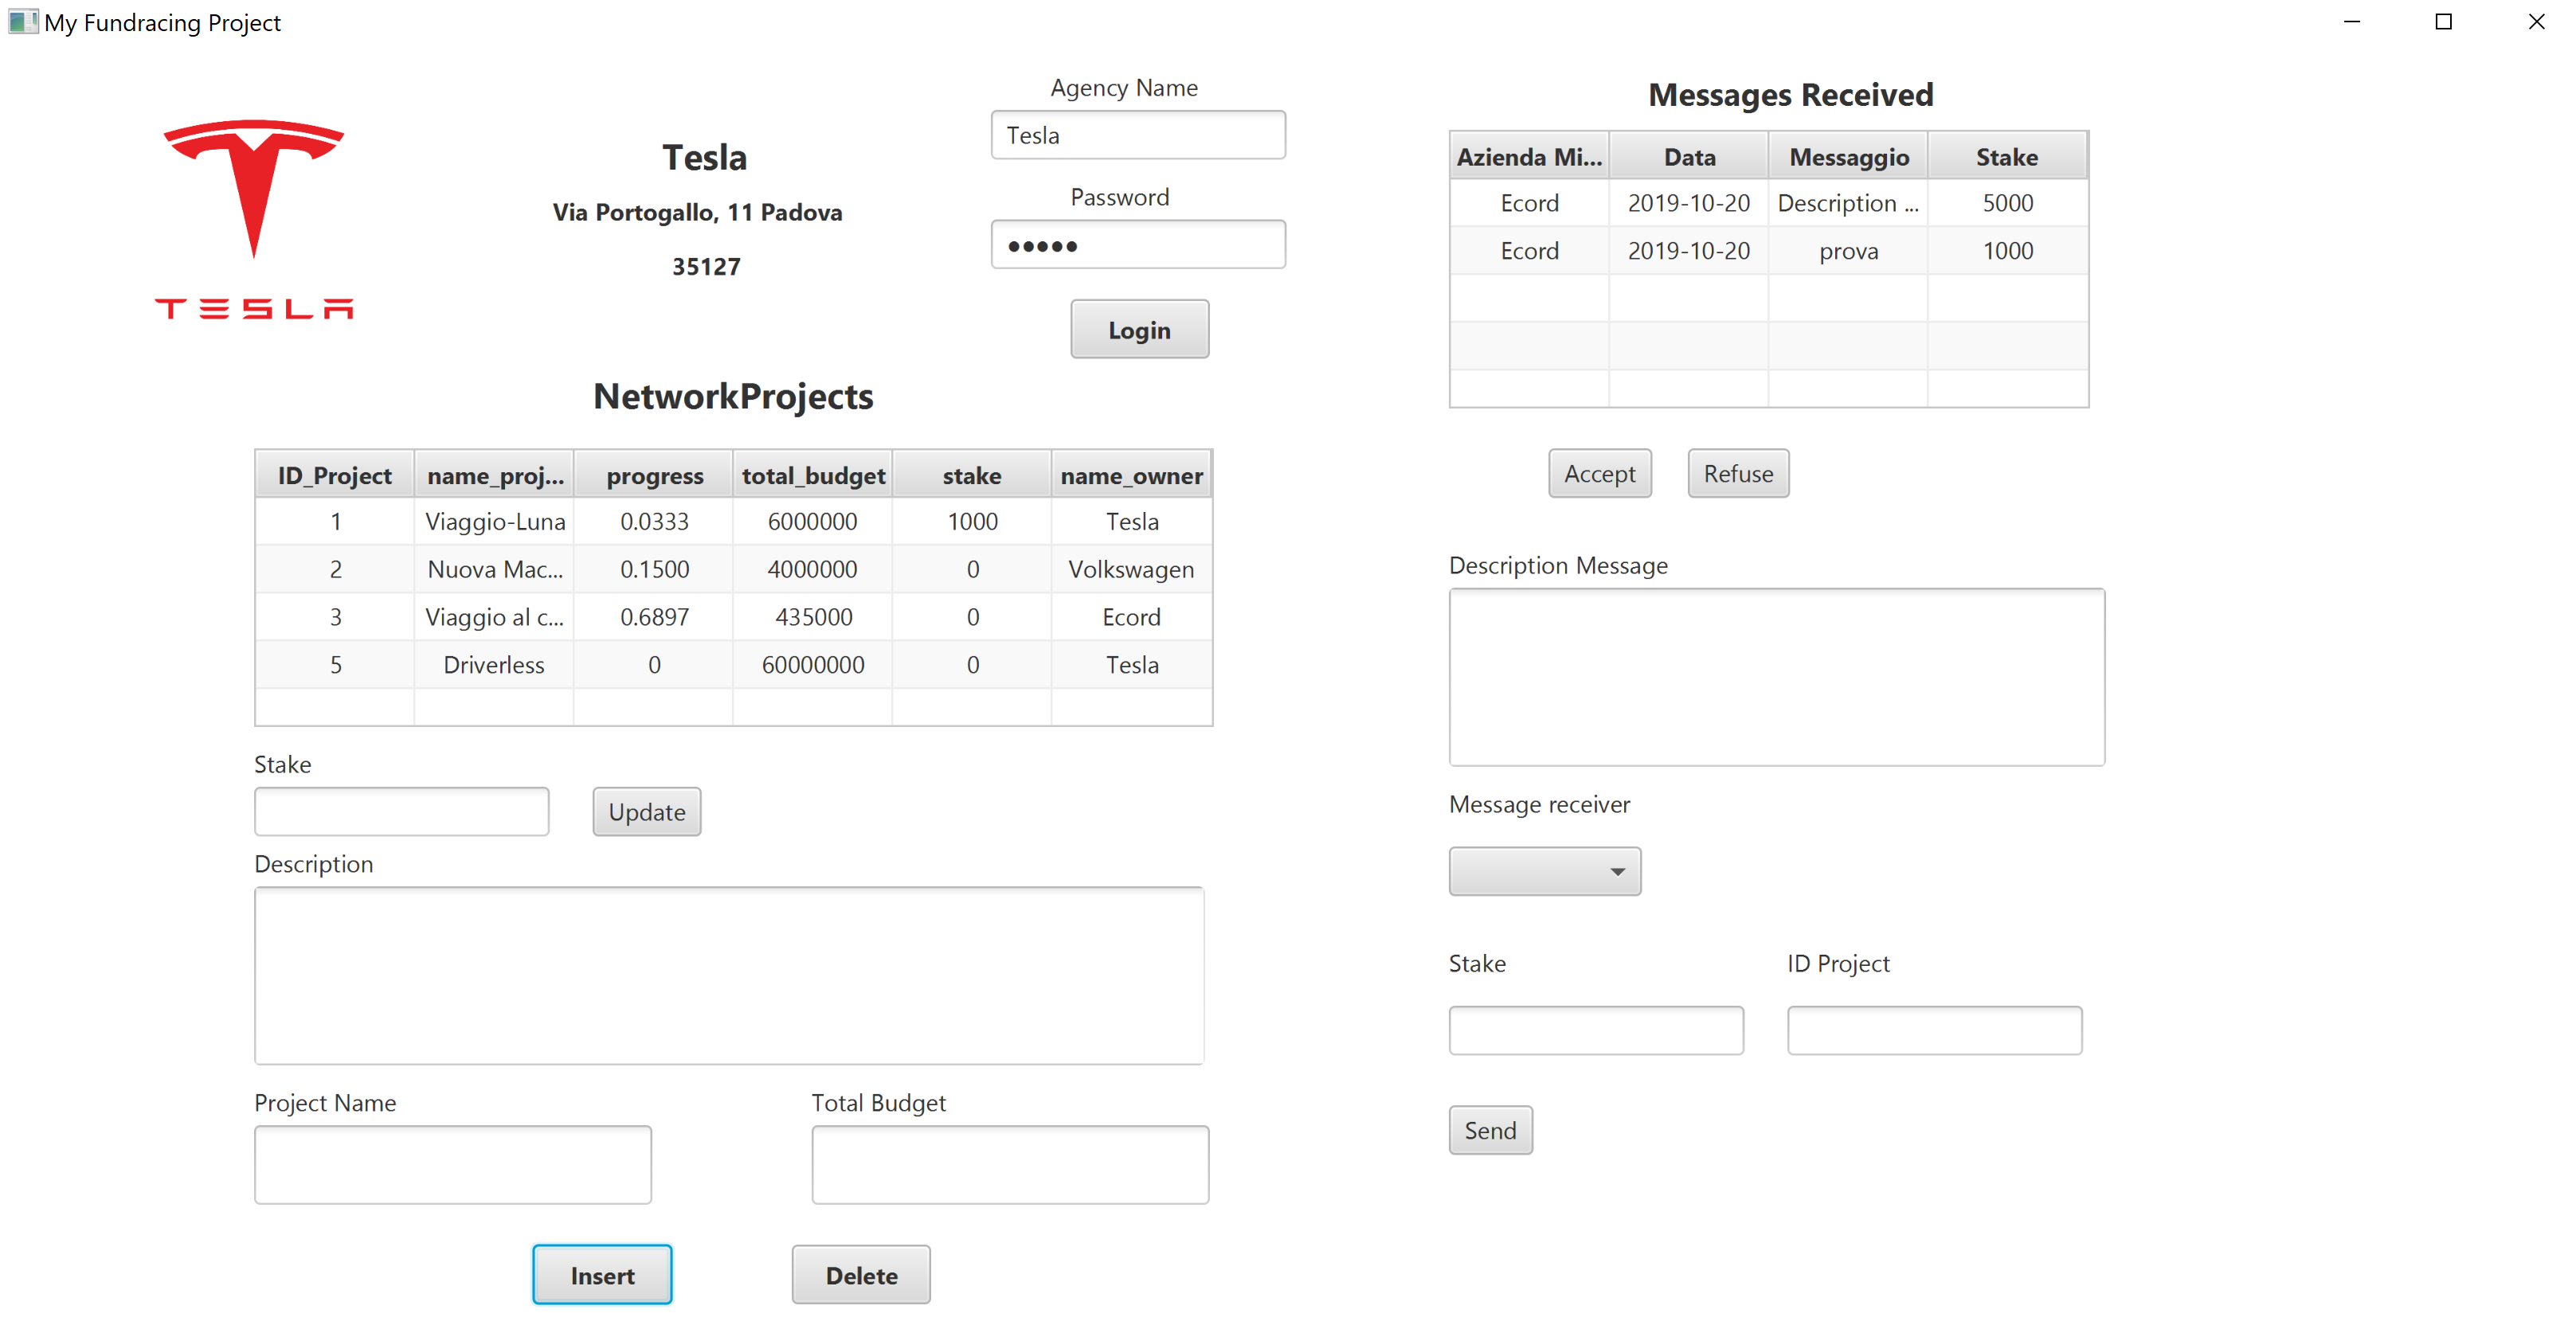 My Fundracing Project
TESLA
Tesla
Via Portogallo, 11 Padova
35127
Agency Name
Tesla
Password
●●●●●
Login
NetworkProjects
ID_Project name_proj... progress total_budget stake name_owner
1 Viaggio-Luna 0.0333 6000000 1000 Tesla
2 Nuova Mac... 0.1500 4000000 0 Volkswagen
3 Viaggio al c... 0.6897 435000 0 Ecord
5 Driverless 0 60000000 0 Tesla
Stake
Update
Description
Project Name Total Budget
Insert Delete
Messages Received
Azienda Mi... Data Messaggio Stake
Ecord 2019-10-20 Description ... 5000
Ecord 2019-10-20 prova 1000
Accept Refuse
Description Message
Message receiver
Stake ID Project
Send